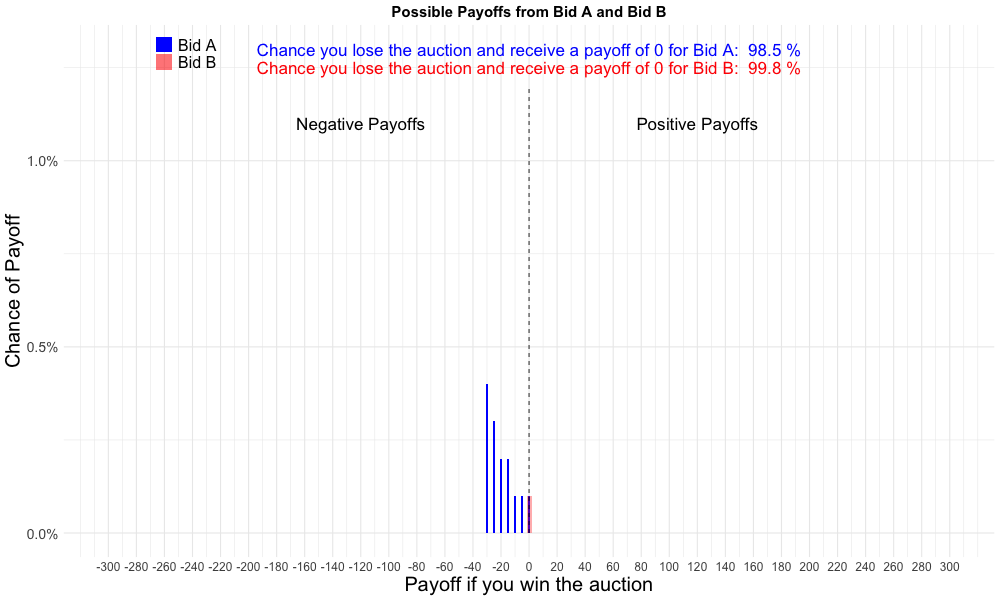 Possible Payoffs from Bid A and Bid B
Bid A
Bid B
Chance you lose the auction and receive a payoff of 0 for Bid A:  98.5 %
Chance you lose the auction and receive a payoff of 0 for Bid B:  99.8 %
Negative Payoffs
Positive Payoffs
Chance of Payoff
1.0%
0.5%
0.0%
-300 -280 -260 -240 -220 -200 -180 -160 -140 -120 -100 -80 -60 -40 -20 0 20 40 60 80 100 120 140 160 180 200 220 240 260 280 300
Payoff if you win the auction